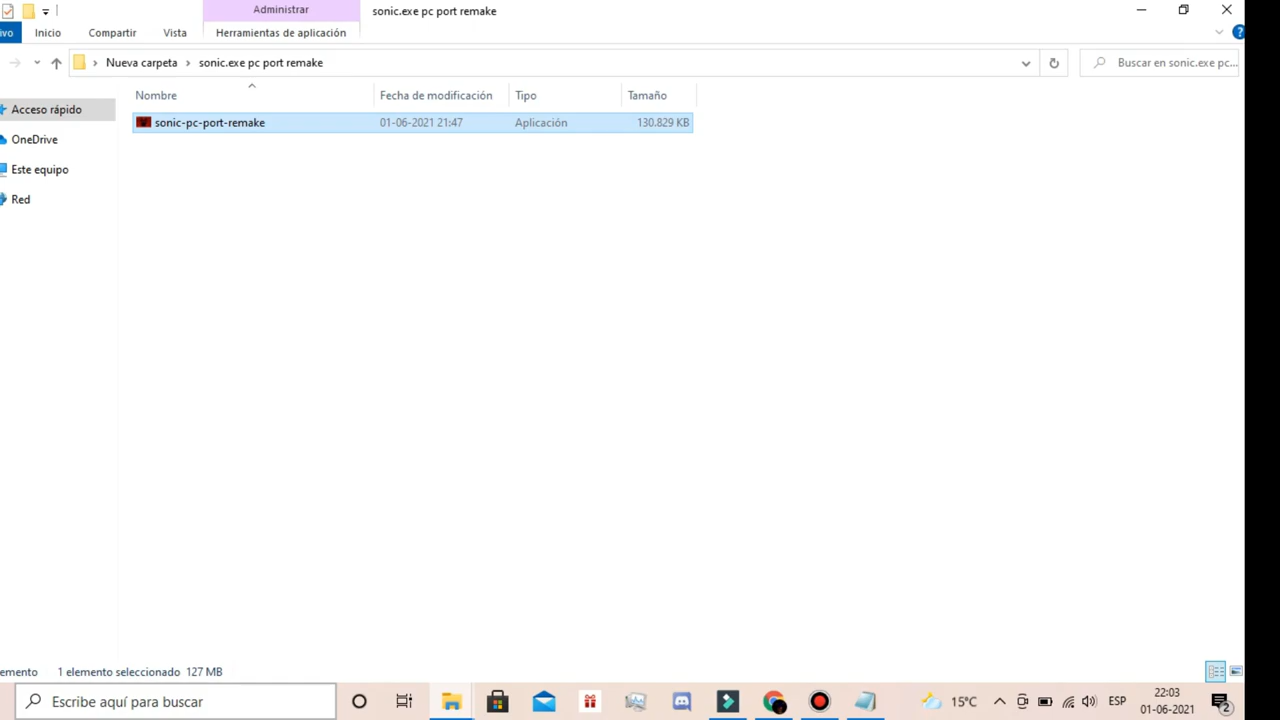 Administrar
sonic.exe pc port remake
ivo
Inicio
Compartir
Vista
Herramientas de aplicación
?
Nueva carpeta > sonic.exe pc port remake
Buscar en sonic.exe pc...
Nombre
Fecha de modificación
Tipo
Tamaño
sonic-pc-port-remake
01-06-2021 21:47
Aplicación
130.829 KB
Acceso rápido
OneDrive
Este equipo
Red
emento
1 elemento seleccionado 127 MB
Escribe aquí para buscar
15°C
ESP
22:03
01-06-2021
2